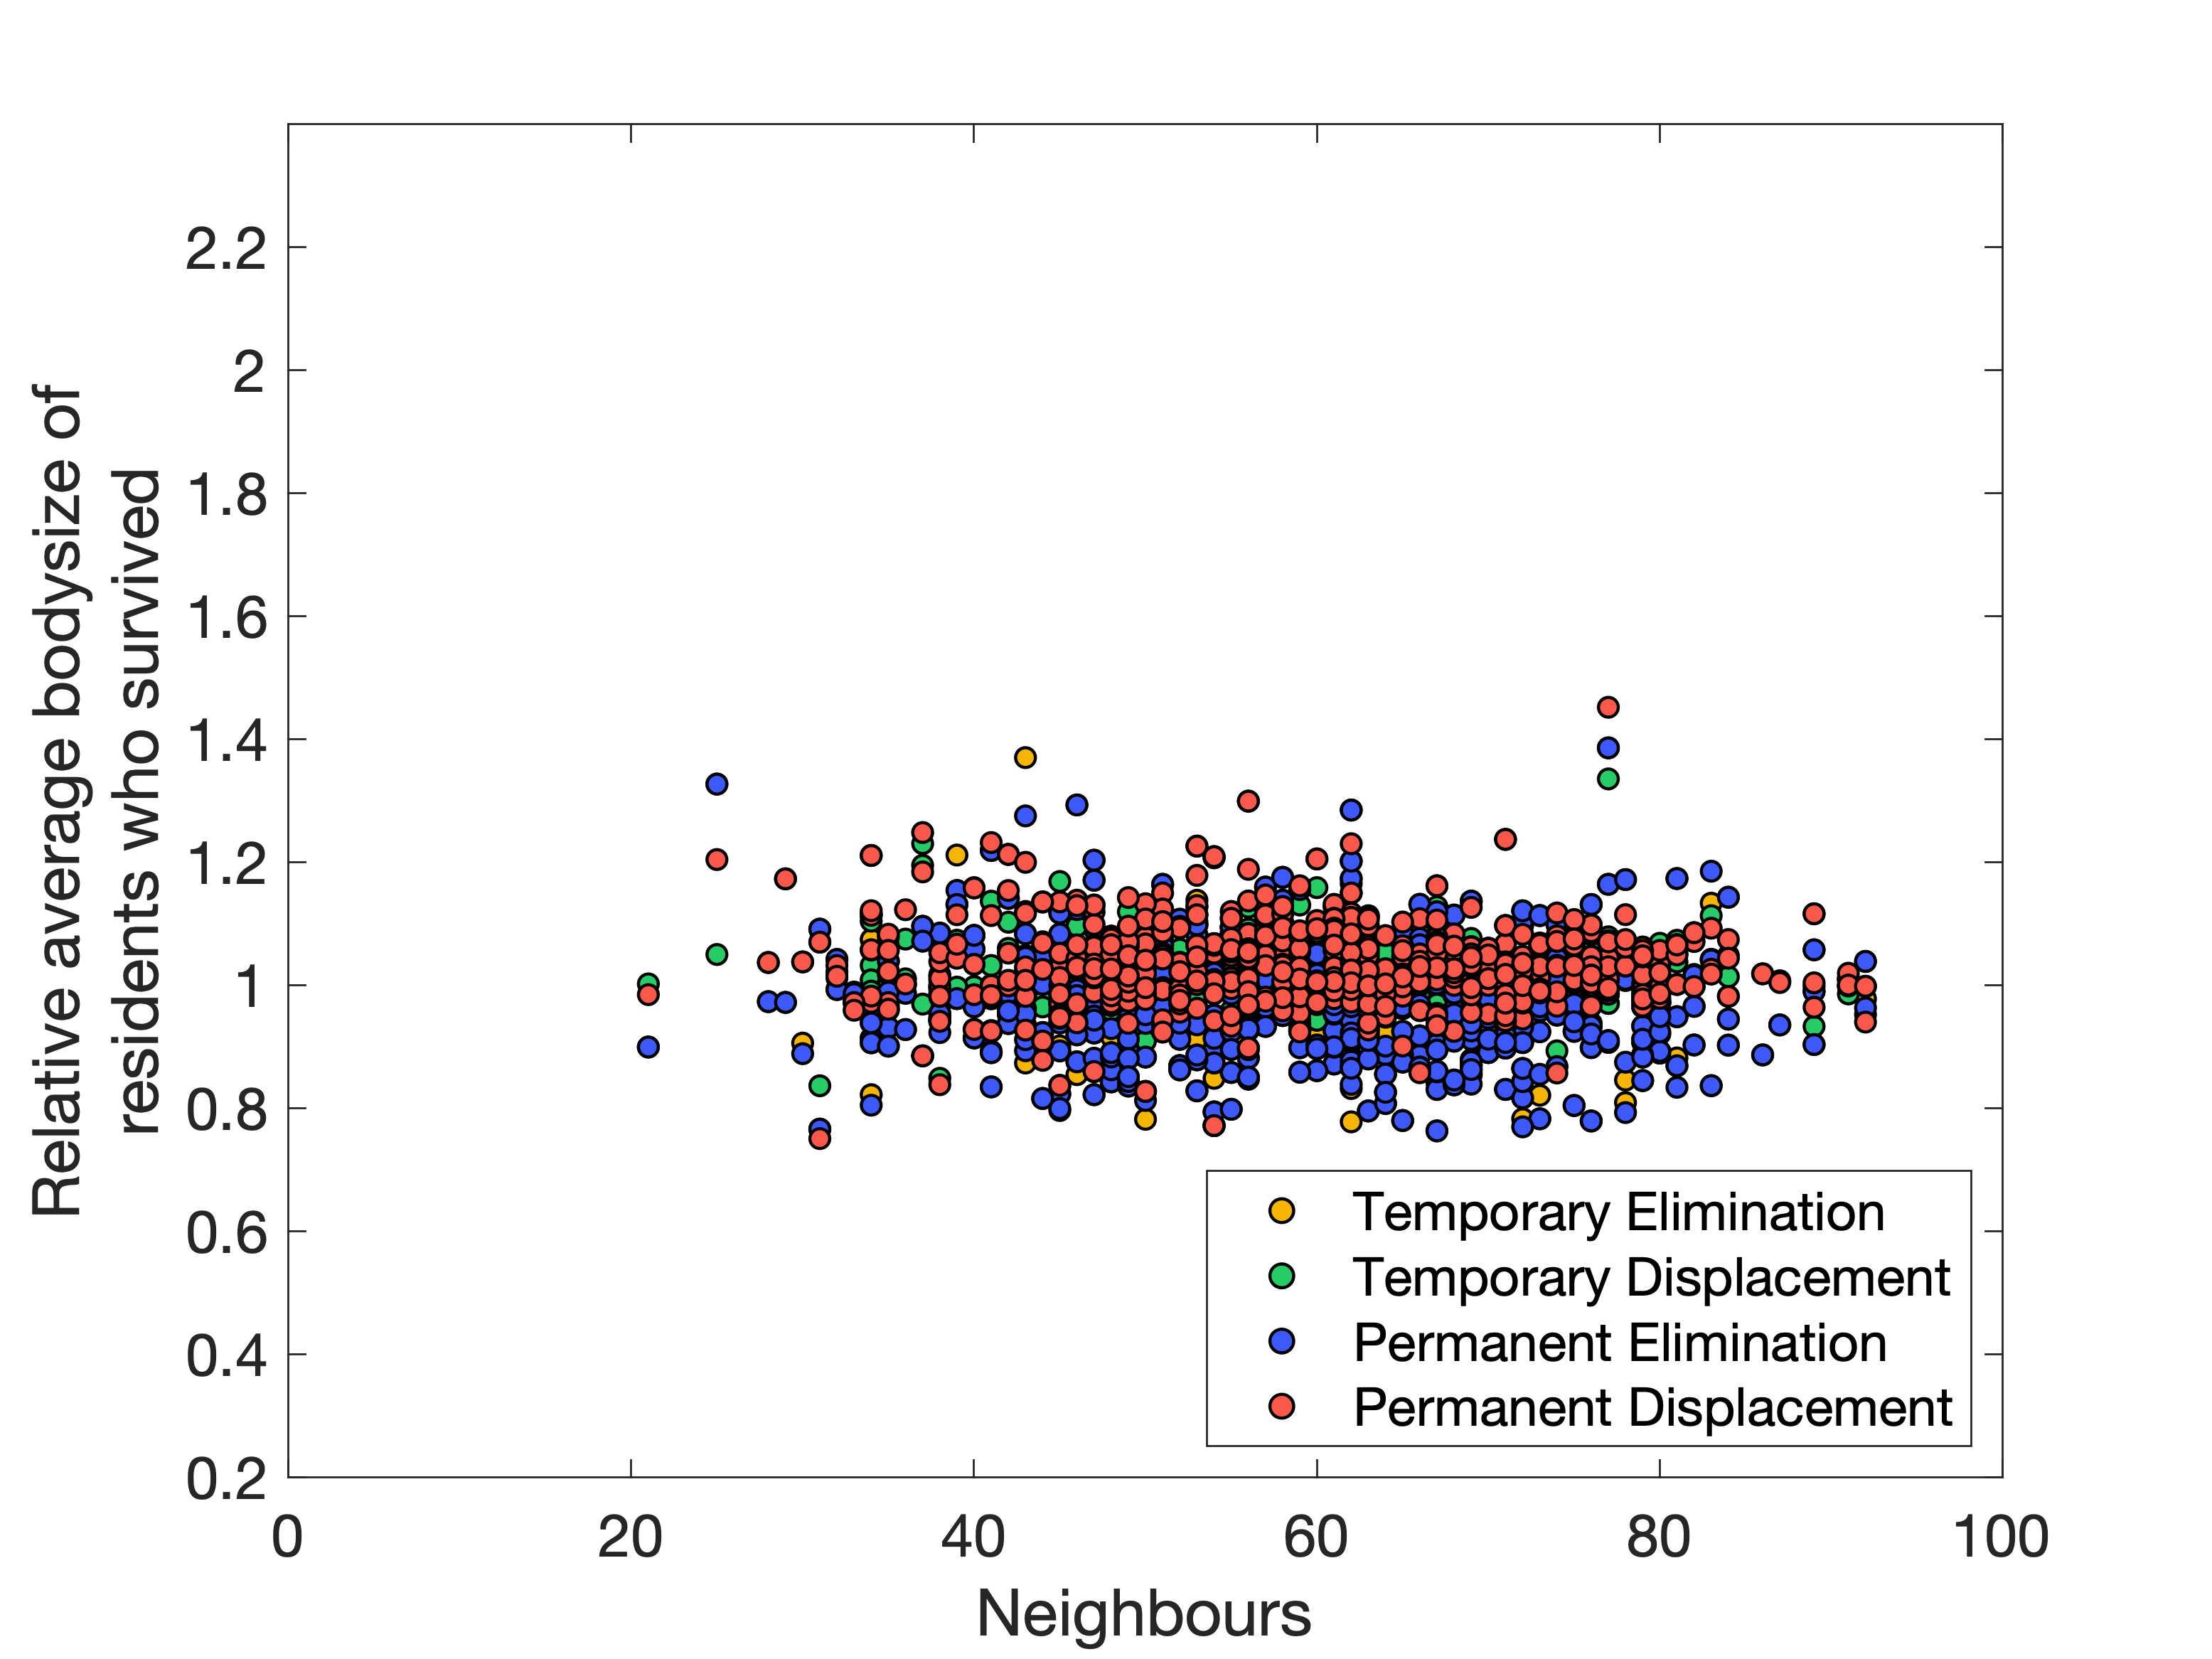 Relative average bodysize of
residents who survived
2.2
2
1.8
1.6
1.4
1.2
1
0.8
0.6
0.4
0.2
0
20
40
60
80
100
Neighbours
Temporary Elimination
Temporary Displacement
Permanent Elimination
Permanent Displacement